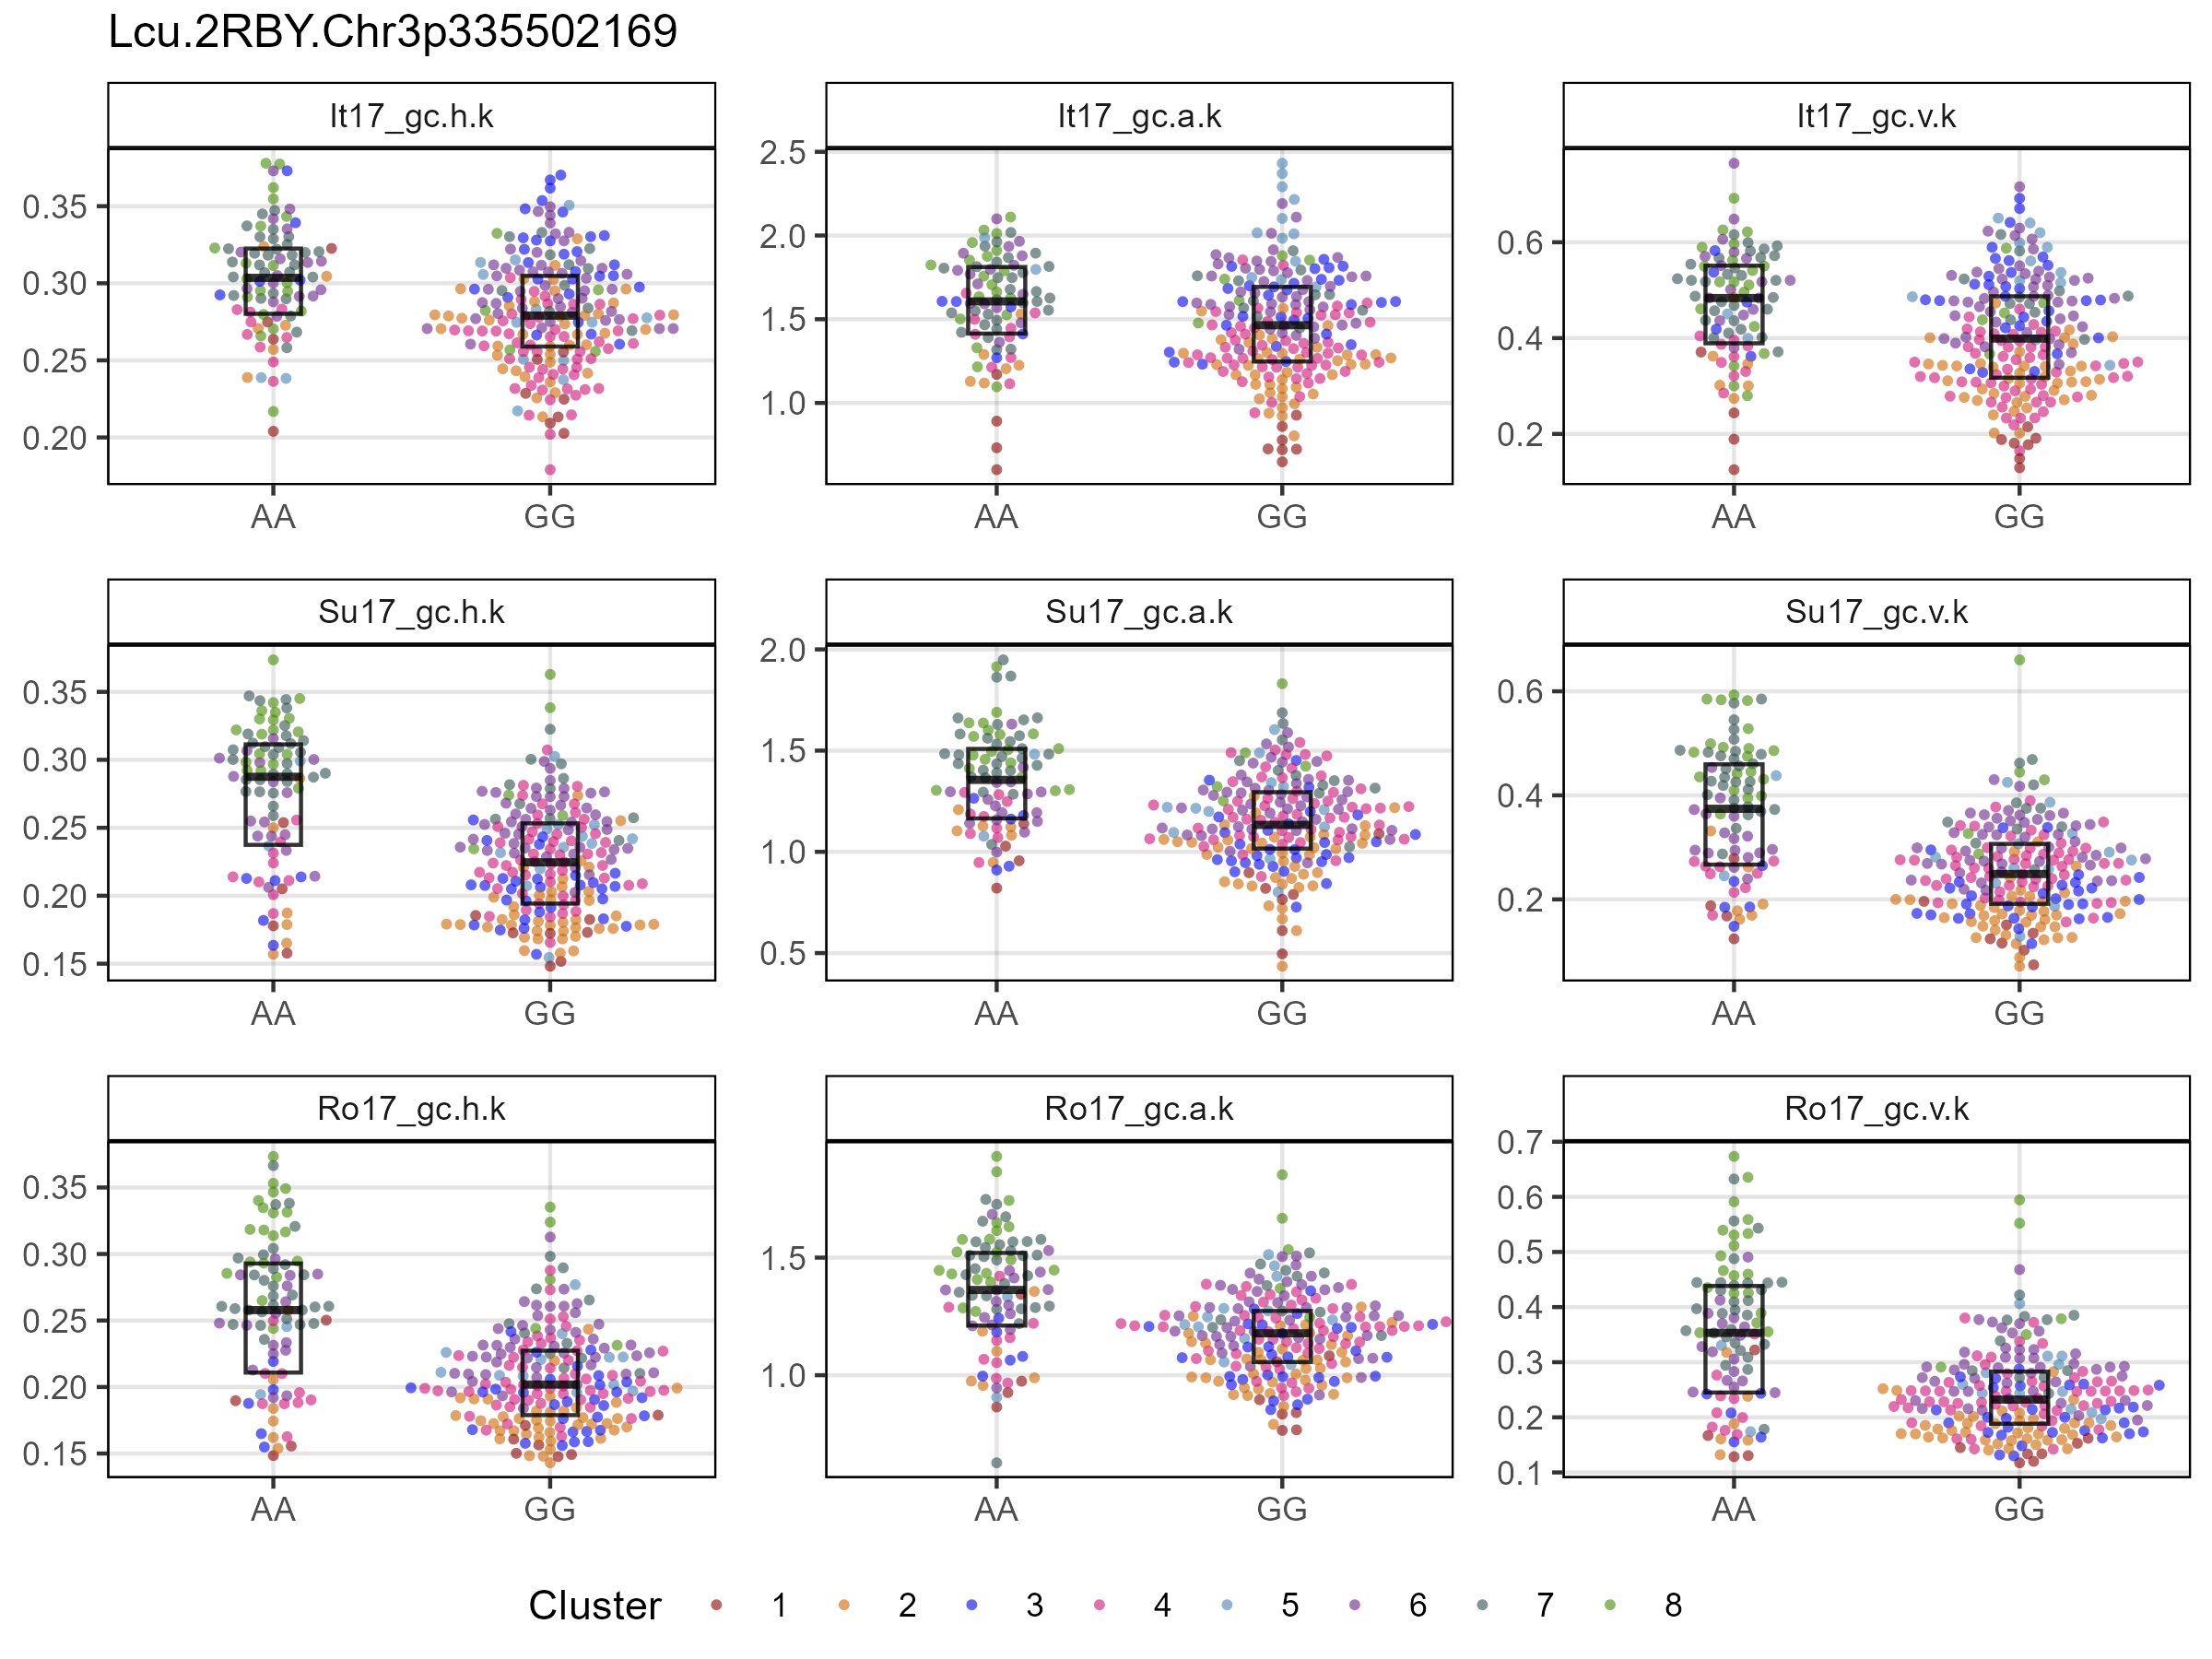 Lcu.2RBY.Chr3p335502169
It17_gc.h.k
It17_gc.a.k
It17_gc.v.k
0.35
0.30
0.25
0.20
AA
GG
2.5
2.0
1.5
1.0
AA
GG
0.6
0.4
0.2
AA
GG
Su17_gc.h.k
Su17_gc.a.k
Su17_gc.v.k
0.35
0.30
0.25
0.20
0.15
AA
GG
2.0
1.5
1.0
0.5
AA
GG
0.6
0.4
0.2
AA
GG
Ro17_gc.h.k
Ro17_gc.a.k
Ro17_gc.v.k
0.35
0.30
0.25
0.20
0.15
AA
GG
1.5
1.0
AA
GG
0.7
0.6
0.5
0.4
0.3
0.2
0.1
AA
GG
Cluster 1 2 3 4 5 6 7 8